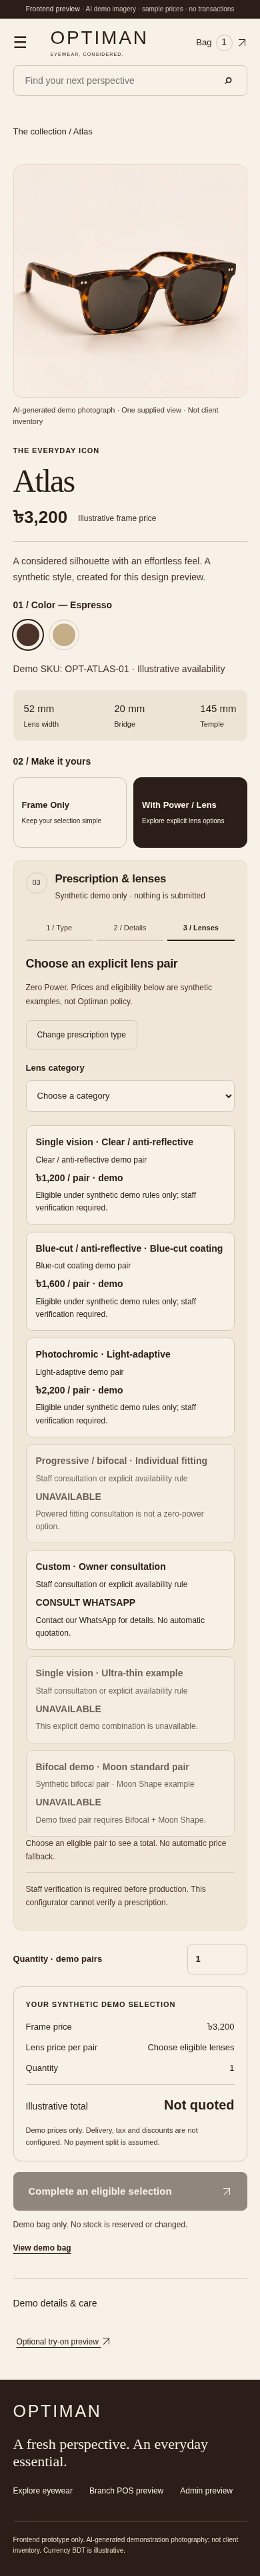 Frontend preview · AI demo imagery · sample prices · no transactions
OPTIMAN
EYEWEAR, CONSIDERED.
Bag 1
Find your next perspective
The collection / Atlas
AI-generated demo photograph · One supplied view · Not client
inventory
THE EVERYDAY ICON
Atlas
৳3,200 Illustrative frame price
A considered silhouette with an effortless feel. A
synthetic style, created for this design preview.
01 / Color — Espresso
Demo SKU: OPT-ATLAS-01 · Illustrative availability
52 mm 20 mm 145 mm
Lens width Bridge Temple
02 / Make it yours
Frame Only
Keep your selection simple
With Power / Lens
Explore explicit lens options
03
Prescription & lenses
Synthetic demo only · nothing is submitted
1 / Type 2 / Details 3 / Lenses
Choose an explicit lens pair
Zero Power. Prices and eligibility below are synthetic
examples, not Optiman policy.
Change prescription type
Lens category
Choose a category
Single vision · Clear / anti-reflective
Clear / anti-reflective demo pair
৳1,200 / pair · demo
Eligible under synthetic demo rules only; staff
verification required.
Blue-cut / anti-reflective · Blue-cut coating
Blue-cut coating demo pair
৳1,600 / pair · demo
Eligible under synthetic demo rules only; staff
verification required.
Photochromic · Light-adaptive
Light-adaptive demo pair
৳2,200 / pair · demo
Eligible under synthetic demo rules only; staff
verification required.
Progressive / bifocal · Individual fitting
Staff consultation or explicit availability rule
UNAVAILABLE
Powered fitting consultation is not a zero-power
option.
Custom · Owner consultation
Staff consultation or explicit availability rule
CONSULT WHATSAPP
Contact our WhatsApp for details. No automatic
quotation.
Single vision · Ultra-thin example
Staff consultation or explicit availability rule
UNAVAILABLE
This explicit demo combination is unavailable.
Bifocal demo · Moon standard pair
Synthetic bifocal pair · Moon Shape example
UNAVAILABLE
Demo fixed pair requires Bifocal + Moon Shape.
Choose an eligible pair to see a total. No automatic price
fallback.
Staff verification is required before production. This
configurator cannot verify a prescription.
Quantity · demo pairs 1
YOUR SYNTHETIC DEMO SELECTION
Frame price ৳3,200
Lens price per pair Choose eligible lenses
Quantity 1
Illustrative total Not quoted
Demo prices only. Delivery, tax and discounts are not
configured. No payment split is assumed.
Complete an eligible selection
Demo bag only. No stock is reserved or changed.
View demo bag
Demo details & care
Optional try-on preview
OPTIMAN
A fresh perspective. An everyday
essential.
Explore eyewear Branch POS preview Admin preview
Frontend prototype only. AI-generated demonstration photography; not client
inventory. Currency BDT is illustrative.